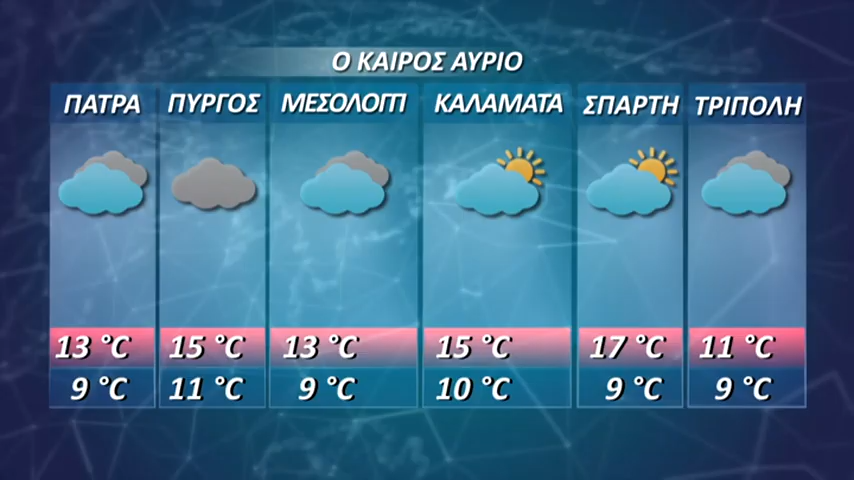 Ο ΚΑΙΡΟΣ ΑΥΡΙΟ
ΠΑΤΡΑ ΠΥΡΓΟΣ ΜΕΣΟΛΟΓΓΙ ΚΑΛΑΜΑΤΑ ΣΠΑΡΤΗ ΤΡΙΠΟΛΗ
13 °C 15 °C 13 °C 15 °C 17 °C 11 °C
9 °C 11 °C 9 °C 10 °C 9 °C 9 °C